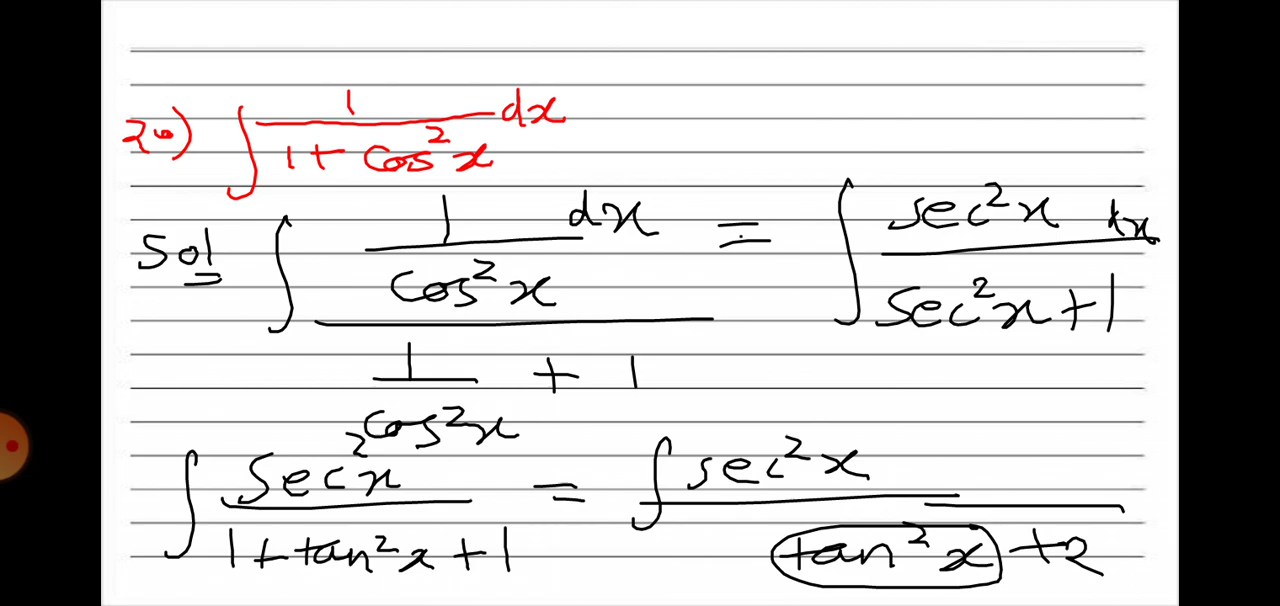 20) ∫ 1/(1 + cos²x) dx
Sol ∫ (1/cos²x dx)/(1/cos²x + 1) = ∫ (sec²x dx)/(sec²x + 1)
∫ sec²x/(1 + tan²x + 1) = ∫ sec²x/(tan²x + 2)